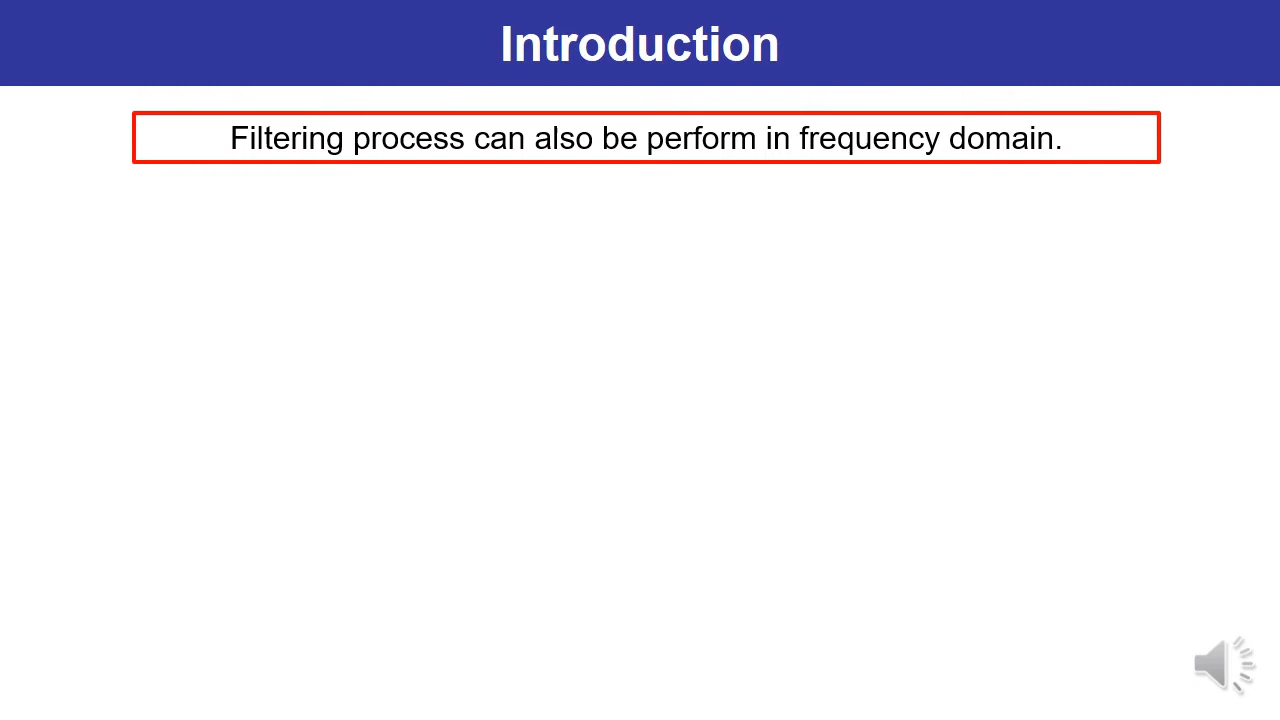 Introduction
Filtering process can also be perform in frequency domain.